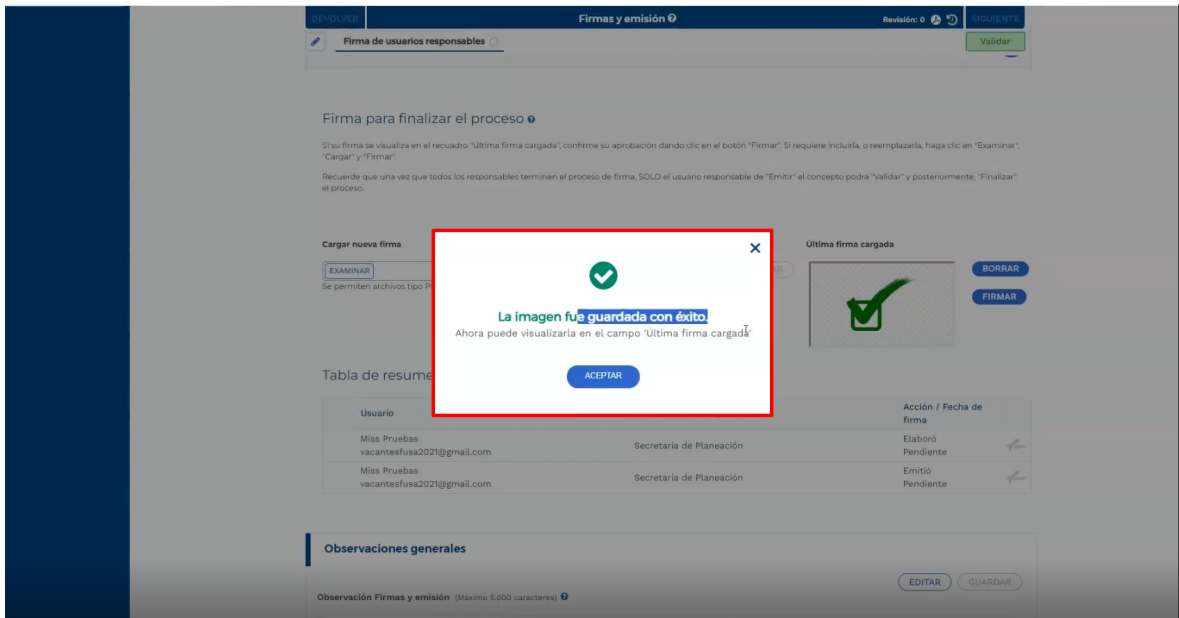 DEVOLVER
Firmas y emisión
Revisión: 0
SIGUIENTE
Firma de usuarios responsables
Validar
Firma para finalizar el proceso
Si su firma se visualiza en el recuadro "Última firma cargada", confirme su aprobación dando clic en el botón "Firmar". Si requiere incluirla, o reemplazarla, haga clic en "Examinar",
"Cargar" y "Firmar".
Recuerde que una vez que todos los responsables terminen el proceso de firma, SOLO el usuario responsable de "Emitir" el concepto podrá "Validar" y posteriormente, "Finalizar"
el proceso.
Cargar nueva firma
Última firma cargada
EXAMINAR
BORRAR
Se permiten archivos tipo
FIRMAR
La imagen fue guardada con éxito.
Ahora puede visualizarla en el campo 'Última firma cargada'
ACEPTAR
Tabla de resume
Usuario
Acción / Fecha de
firma
Miss Pruebas
vacantesfusa2021@gmail.com
Secretaría de Planeación
Elaboró
Pendiente
Miss Pruebas
vacantesfusa2021@gmail.com
Secretaría de Planeación
Emitió
Pendiente
Observaciones generales
EDITAR
GUARDAR
Observación Firmas y emisión (Máximo 5.000 caracteres)